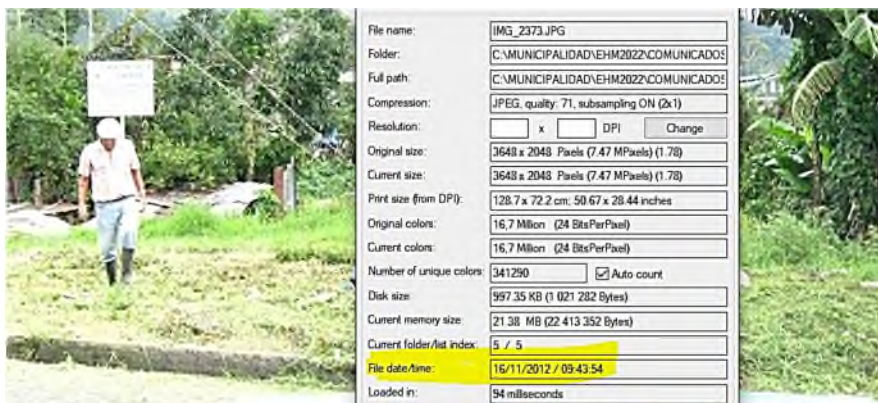 File name: IMG_2373.JPG
Folder: C:\MUNICIPALIDAD\EHM2022\COMUNICADOS
Full path: C:\MUNICIPALIDAD\EHM2022\COMUNICADOS
Compression: JPEG, quality: 71, subsampling ON (2x1)
Resolution: x DPI Change
Original size: 3648 x 2048 Pixels (7.47 MPixels) (1.78)
Current size: 3648 x 2048 Pixels (7.47 MPixels) (1.78)
Print size (from DPI): 128.7 x 72.2 cm; 50.67 x 28.44 inches
Original colors: 16,7 Million (24 BitsPerPixel)
Current colors: 16,7 Million (24 BitsPerPixel)
Number of unique colors: 341290 Auto count
Disk size: 997.35 KB (1 021 282 Bytes)
Current memory size: 21.38 MB (22 413 352 Bytes)
Current folder/list index: 5 / 5
File date/time: 16/11/2012 / 09:43:54
Loaded in: 94 milliseconds